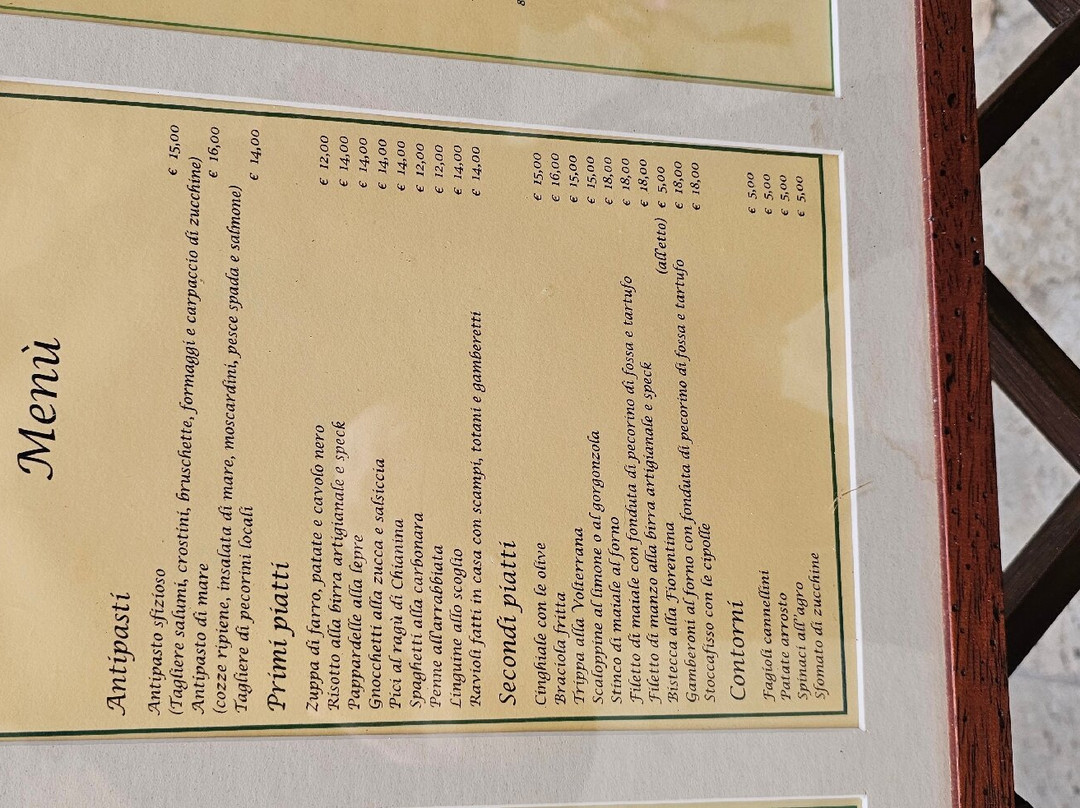 Menù
Antipasti
Antipasto sfizioso € 15,00
(Tagliere salumi, crostini, bruschette, formaggi e carpaccio di zucchine)
Antipasto di mare € 16,00
(cozze ripiene, insalata di mare, moscardini, pesce spada e salmone)
Tagliere di pecorini locali € 14,00
Primi piatti
Zuppa di farro, patate e cavolo nero € 12,00
Risotto alla birra artigianale e speck € 14,00
Pappardelle alla lepre € 14,00
Gnocchetti alla zucca e salsiccia € 14,00
Pici al ragù di Chianina € 14,00
Spaghetti alla carbonara € 12,00
Penne all'arrabbiata € 12,00
Linguine allo scoglio € 14,00
Ravioli fatti in casa con scampi, totani e gamberetti € 14,00
Secondi piatti
Cinghiale con le olive € 15,00
Braciola fritta € 16,00
Trippa alla Volterrana € 15,00
Scaloppine al limone o al gorgonzola € 15,00
Stinco di maiale al forno € 18,00
Filetto di maiale con fonduta di pecorino di fossa e tartufo € 18,00
Filetto di manzo alla birra artigianale e speck € 18,00
Bistecca alla Fiorentina (all'etto) € 5,00
Gamberoni al forno con fonduta di pecorino di fossa e tartufo € 18,00
Stoccafisso con le cipolle € 18,00
Contorni
Fagioli cannellini € 5,00
Patate arrosto € 5,00
Spinaci all'agro € 5,00
Sfomato di zucchine € 5,00